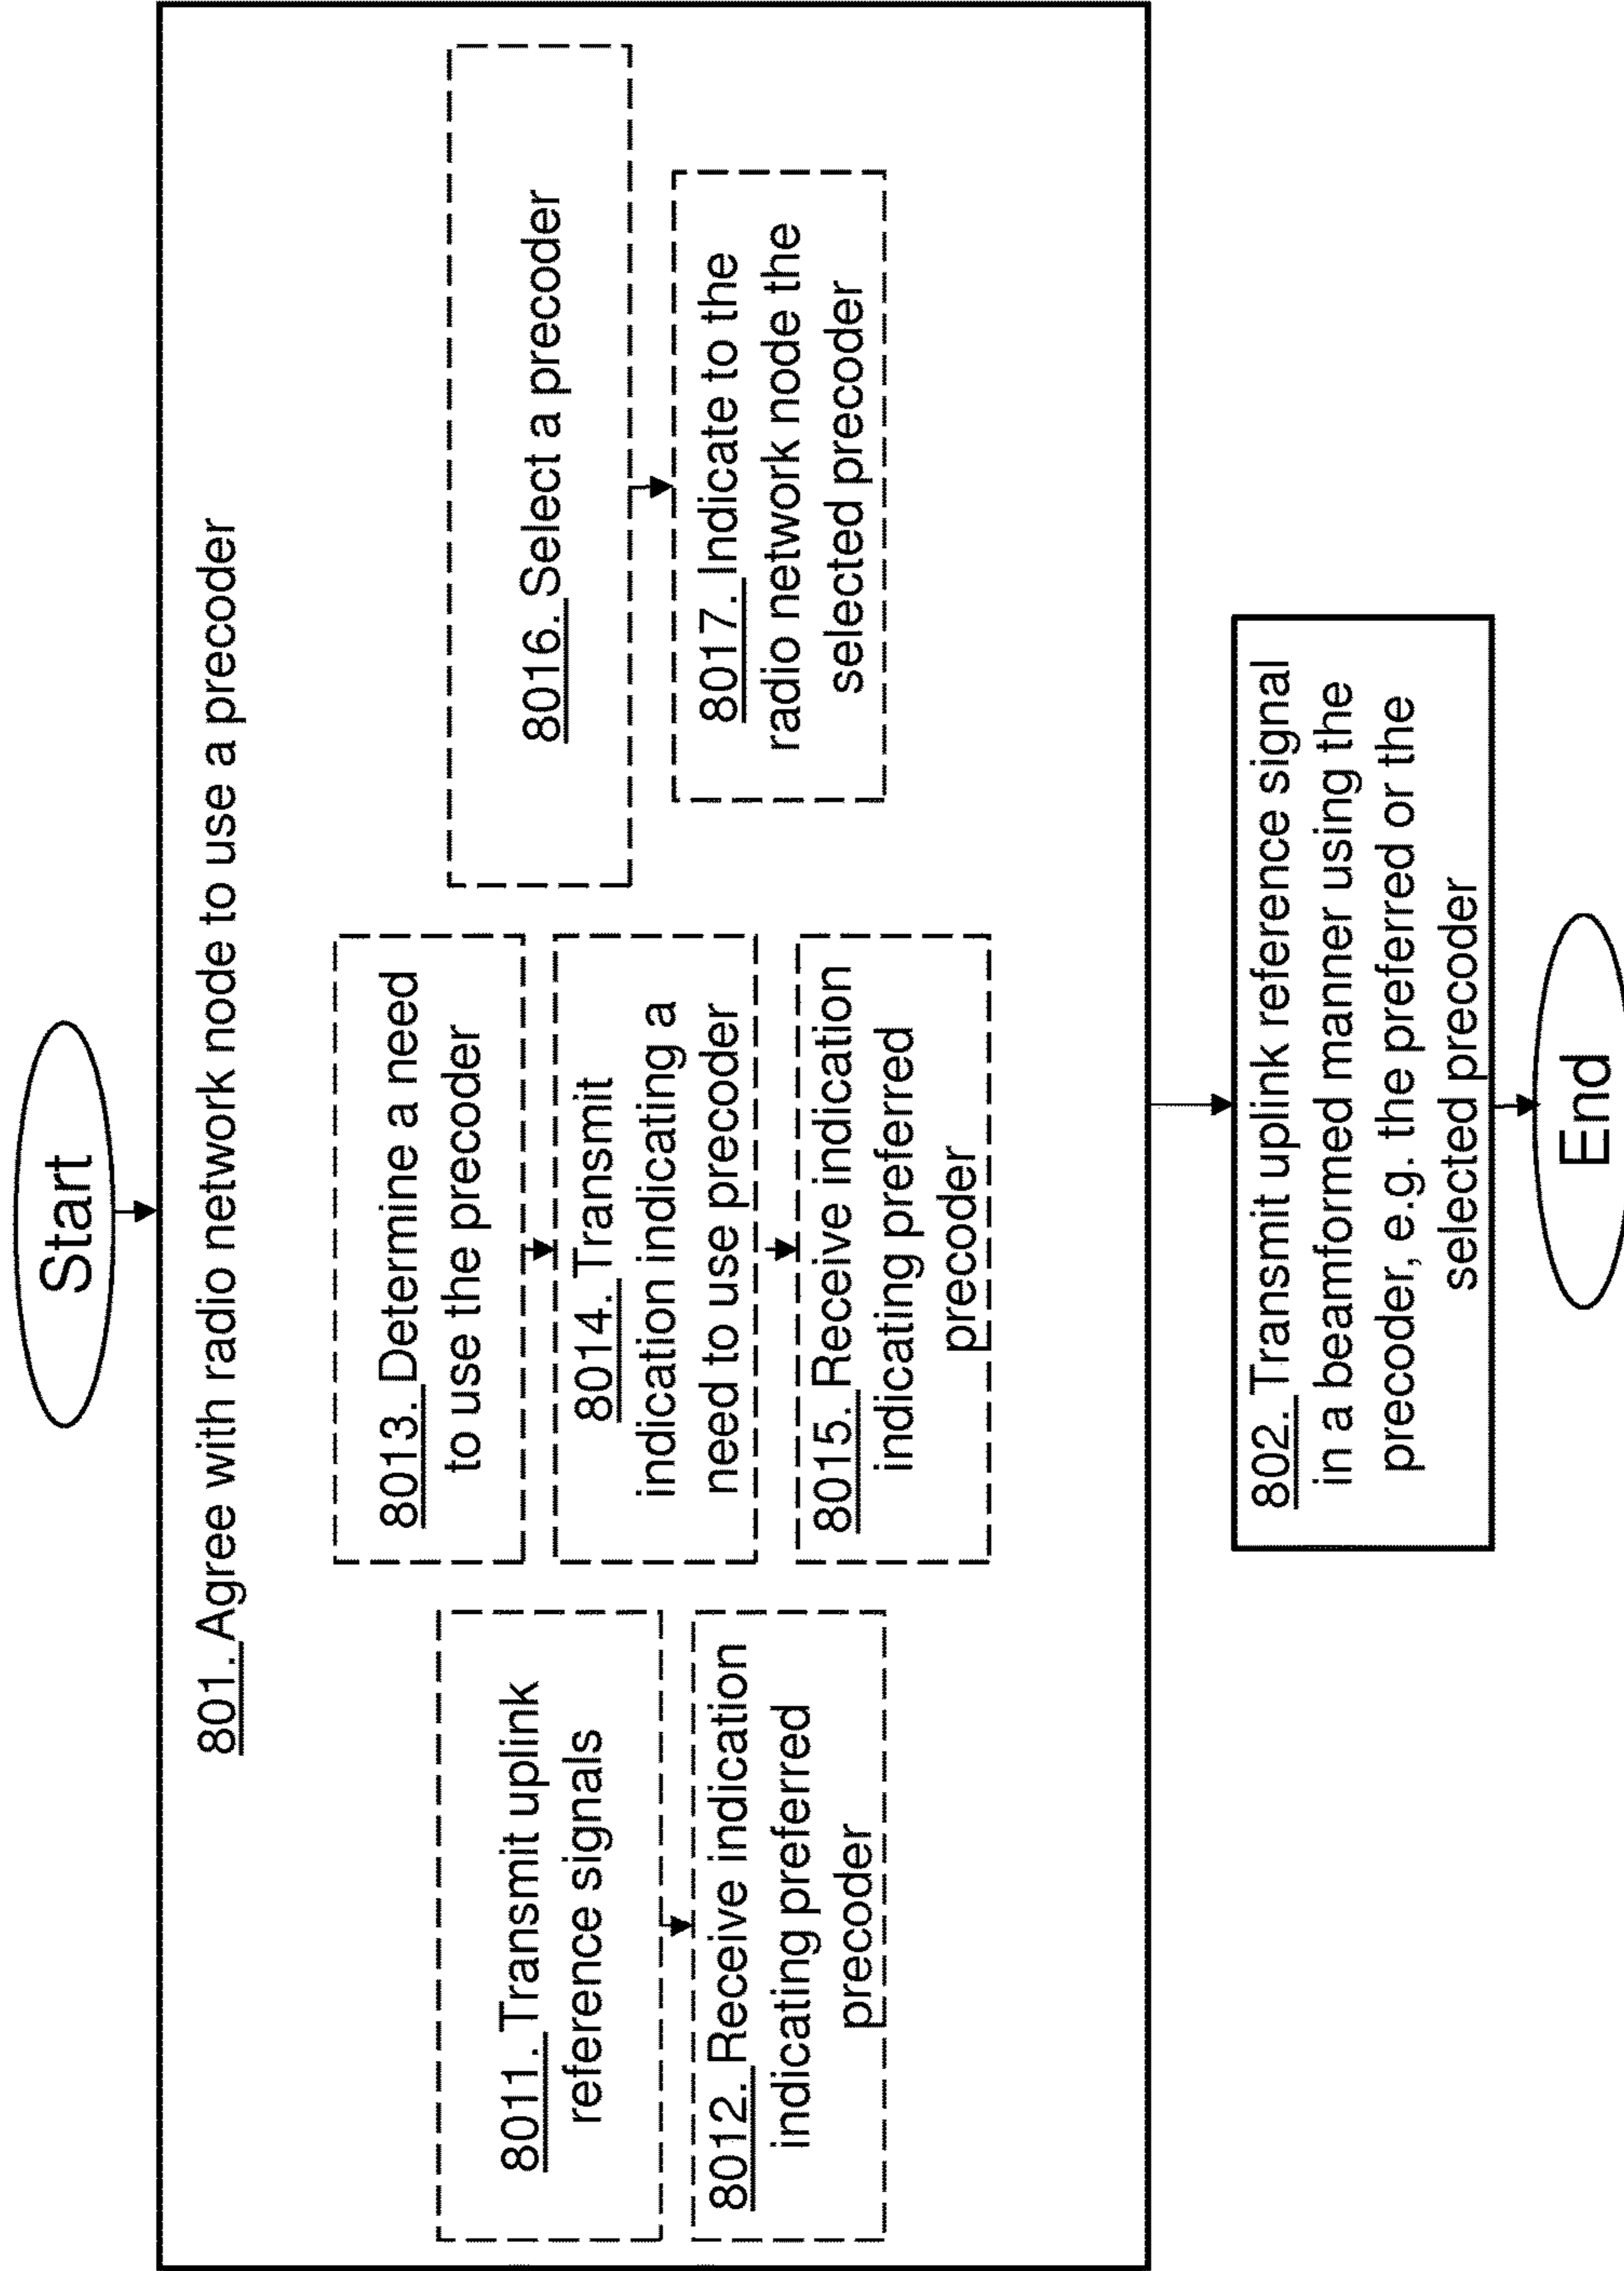 Start
801. Agree with radio network node to use a precoder
8011. Transmit uplink
reference signals
8012. Receive indication
indicating preferred
precoder
8013. Determine a need
to use the precoder
8014. Transmit
indication indicating a
need to use precoder
8015. Receive indication
indicating preferred
precoder
8016. Select a precoder
8017. Indicate to the
radio network node the
selected precoder
802. Transmit uplink reference signal
in a beamformed manner using the
precoder, e.g. the preferred or the
selected precoder
End